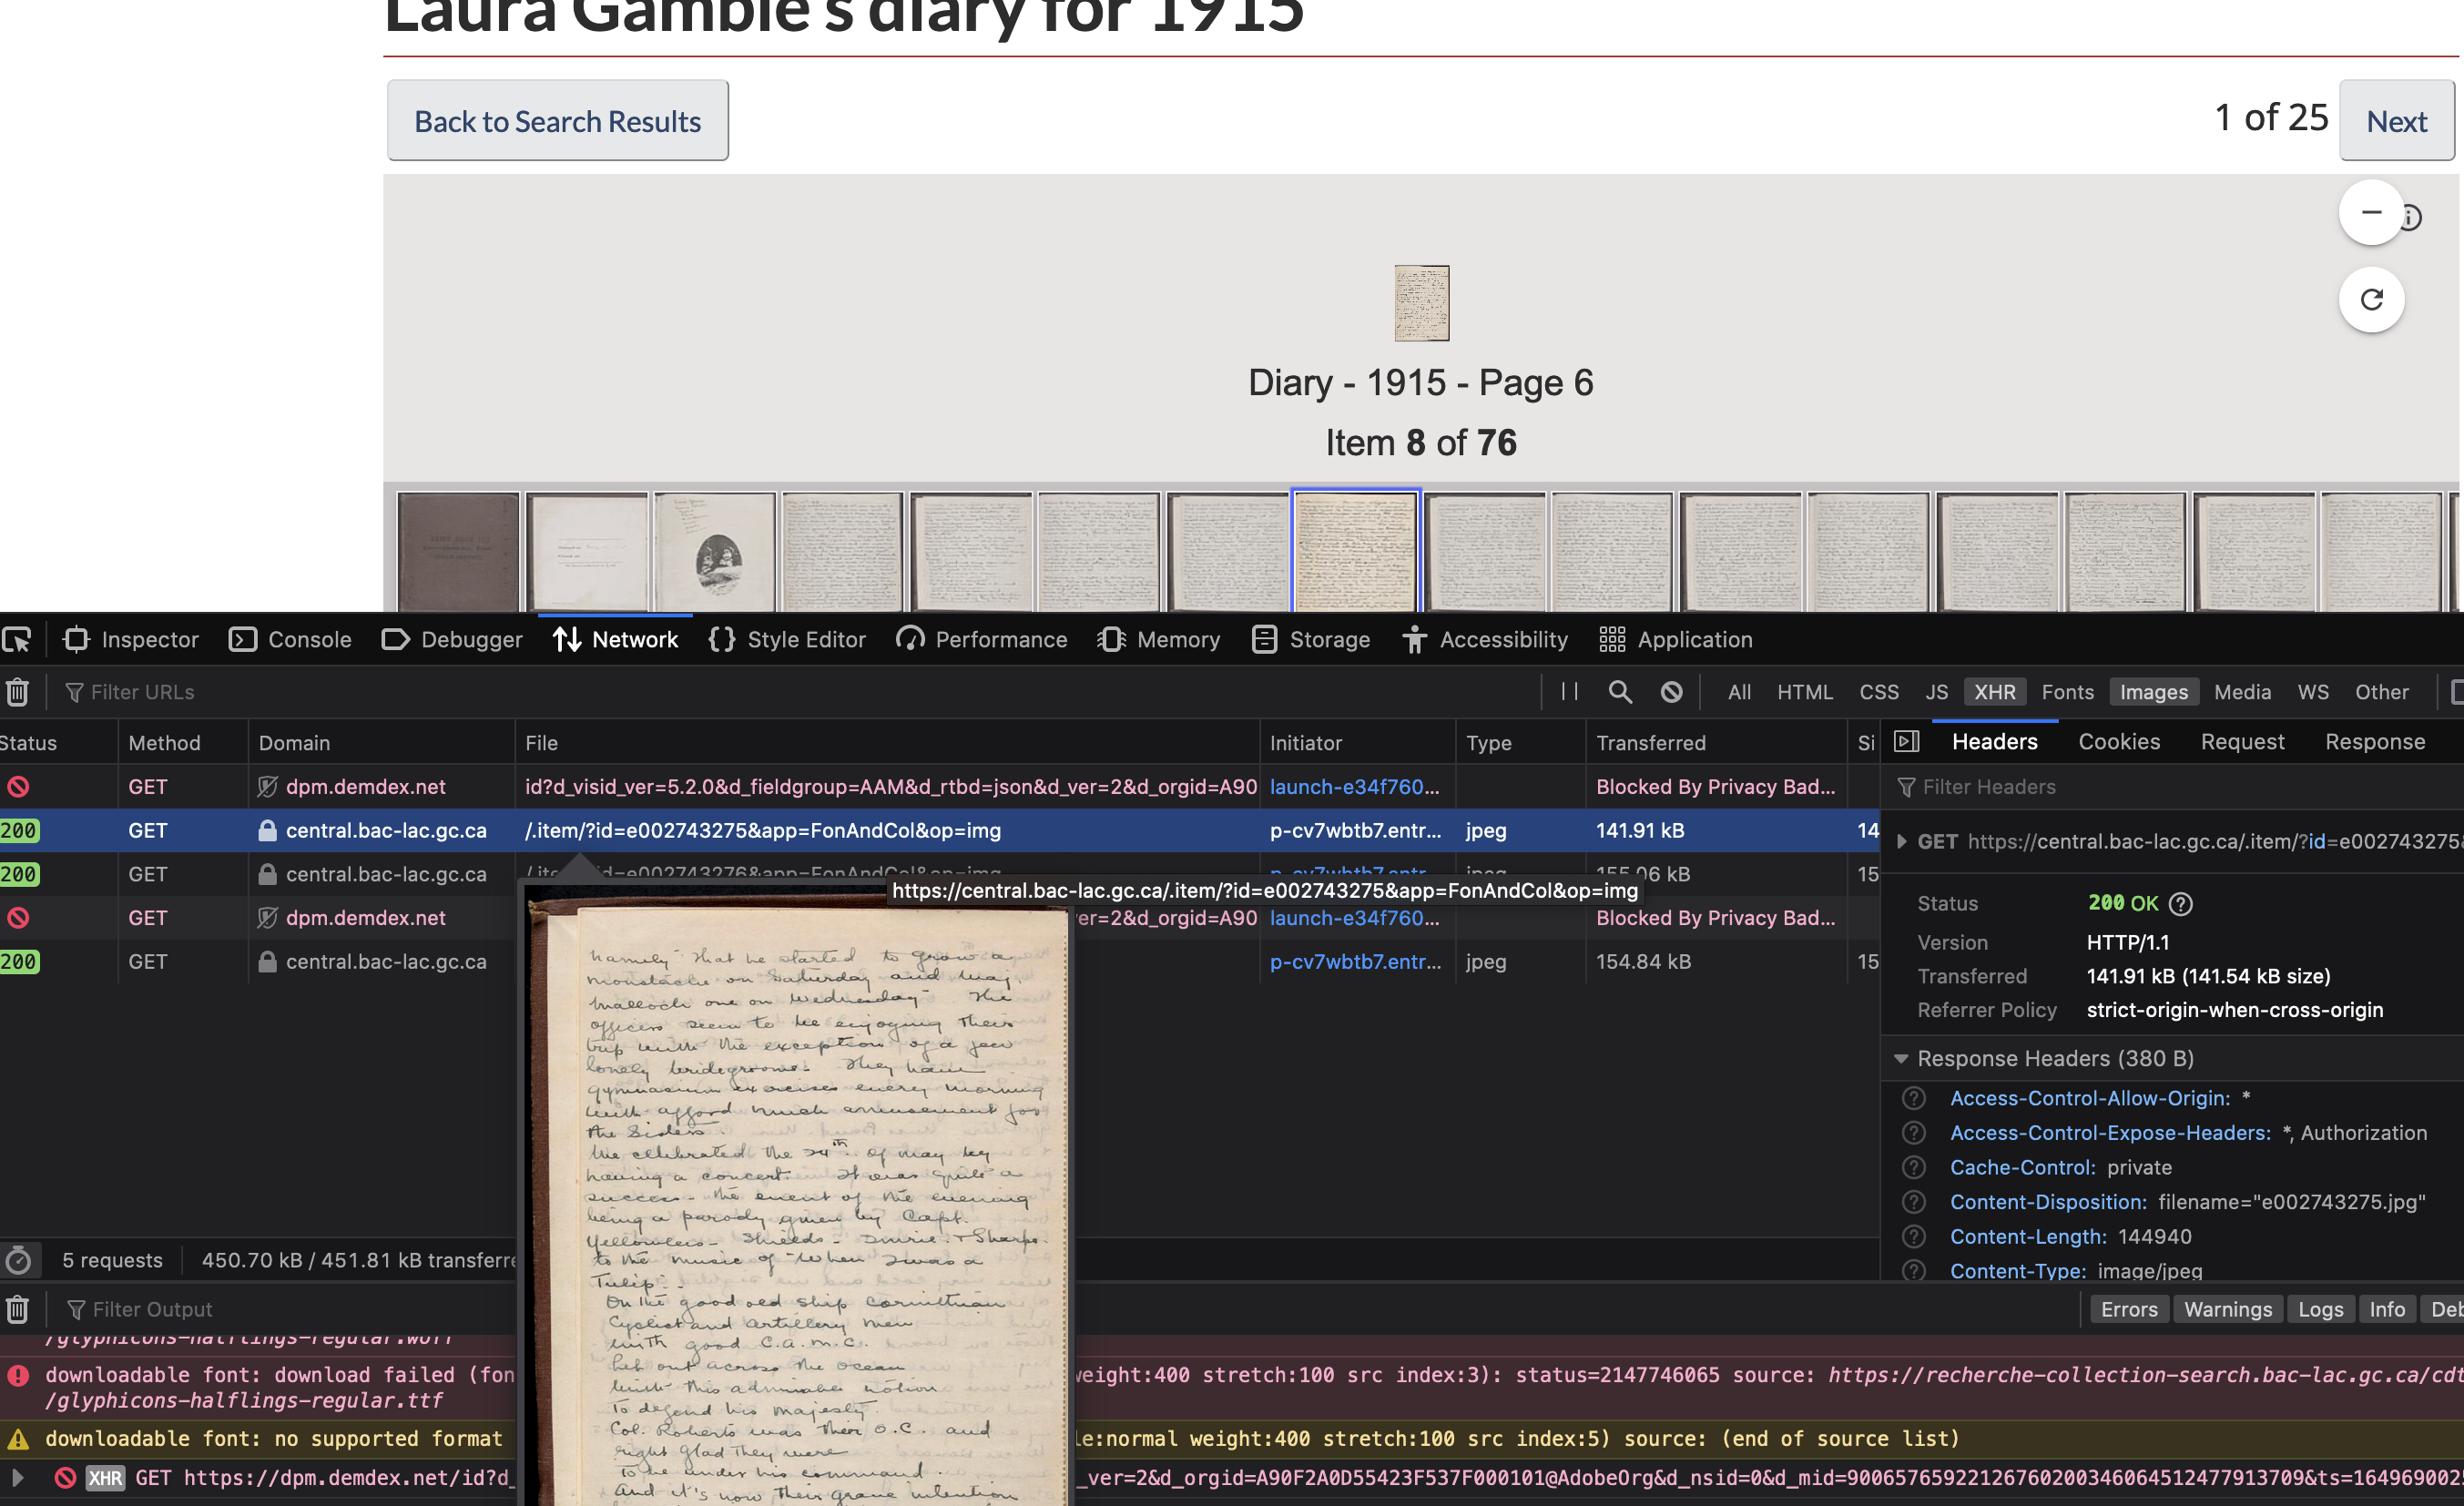 Laura Gamble's diary for 1915
Back to Search Results
1 of 25
Next
Diary - 1915 - Page 6
Item 8 of 76
Inspector
Console
Debugger
Network
Style Editor
Performance
Memory
Storage
Accessibility
Application
Filter URLs
All HTML CSS JS XHR Fonts Images Media WS Other
Status Method Domain File Initiator Type Transferred Si
GET dpm.demdex.net id?d_visid_ver=5.2.0&d_fieldgroup=AAM&d_rtbd=json&d_ver=2&d_orgid=A90 launch-e34f760... Blocked By Privacy Bad...
200 GET central.bac-lac.gc.ca /.item/?id=e002743275&app=FonAndCol&op=img p-cv7wbtb7.entr... jpeg 141.91 kB 14
200 GET central.bac-lac.gc.ca /.item/?id=e002743276&app=FonAndCol&op=img p-cv7wbtb7.entr... jpeg 155.06 kB 15
https://central.bac-lac.gc.ca/.item/?id=e002743275&app=FonAndCol&op=img
GET dpm.demdex.net er=2&d_orgid=A90 launch-e34f760... Blocked By Privacy Bad...
200 GET central.bac-lac.gc.ca p-cv7wbtb7.entr... jpeg 154.84 kB 15
namely that he started to grow a
moustache on Saturday and Maj.
Malloch one on Wednesday The
officers seem to be enjoying their
trip with the exception of a few
lonely bridegrooms. They have
gymnasium exercises every morning
with afford much amusement for
the Sisters.
We celebrated the 24th of May by
having a concert. It was quite a
success - the event of the evening
being a parody given by Capt.
Yellowlees - Shields - Imrie & Sharpe
to the music of "When I was a
Tulip".
On the good old ship Corinthian
Cyclist and Artillery men
with good C.A.M.C.
Left out across the ocean
with this admirable notion
To defend his majesty.
Col. Roberts was their O.C. and
right glad they were
to be under his command.
And it's now their grave intention
5 requests
450.70 kB / 451.81 kB transferre
Headers Cookies Request Response
Filter Headers
GET https://central.bac-lac.gc.ca/.item/?id=e002743275
Status 200 OK
Version HTTP/1.1
Transferred 141.91 kB (141.54 kB size)
Referrer Policy strict-origin-when-cross-origin
Response Headers (380 B)
Access-Control-Allow-Origin: *
Access-Control-Expose-Headers: *, Authorization
Cache-Control: private
Content-Disposition: filename="e002743275.jpg"
Content-Length: 144940
Content-Type: image/jpeg
Filter Output
Errors Warnings Logs Info Deb
/glyphicons-halflings-regular.woff
downloadable font: download failed (fon eight:400 stretch:100 src index:3): status=2147746065 source: https://recherche-collection-search.bac-lac.gc.ca/cdt
/glyphicons-halflings-regular.ttf
downloadable font: no supported format le:normal weight:400 stretch:100 src index:5) source: (end of source list)
XHR GET https://dpm.demdex.net/id?d_ _ver=2&d_orgid=A90F2A0D55423F537F000101@AdobeOrg&d_nsid=0&d_mid=90065765922126760200346064512477913709&ts=164969002